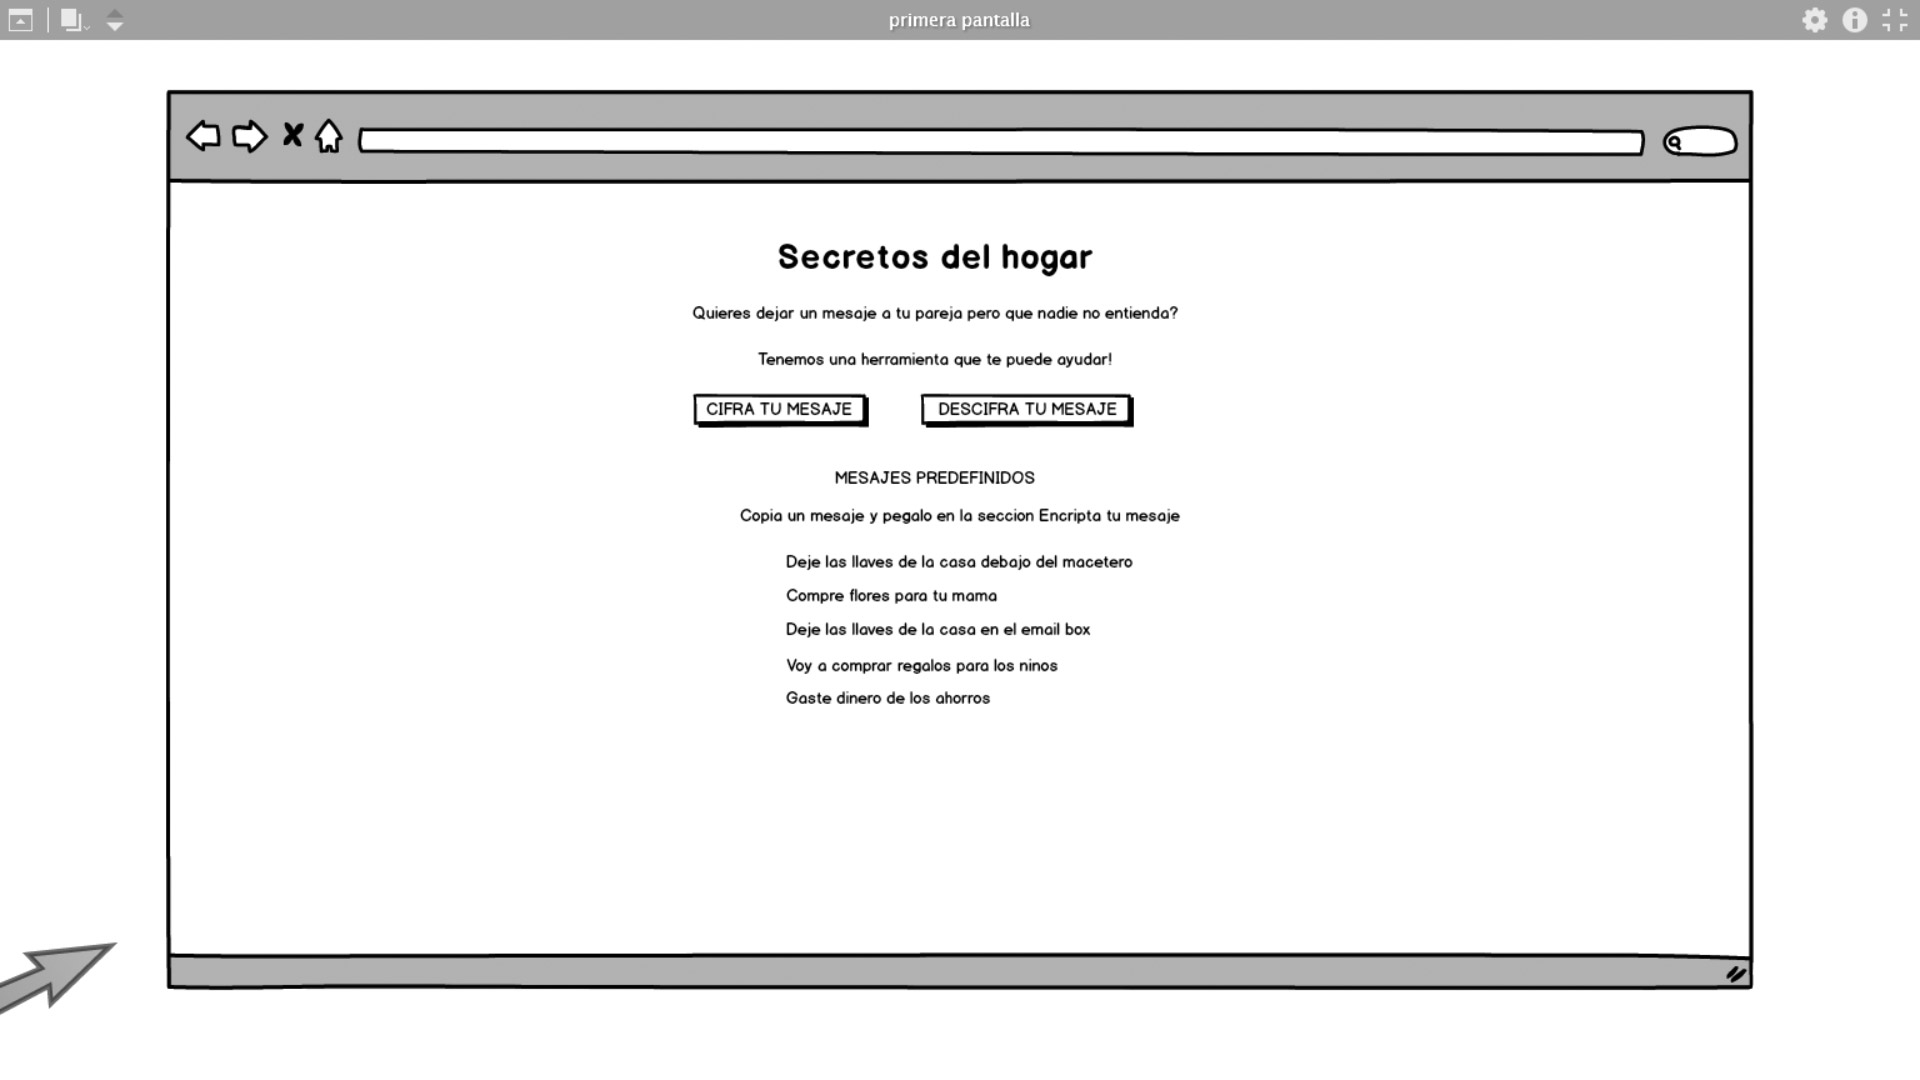 primera pantalla
Secretos del hogar
Quieres dejar un mesaje a tu pareja pero que nadie no entienda?
Tenemos una herramienta que te puede ayudar!
CIFRA TU MESAJE
DESCIFRA TU MESAJE
MESAJES PREDEFINIDOS
Copia un mesaje y pegalo en la seccion Encripta tu mesaje
Deje las llaves de la casa debajo del macetero
Compre flores para tu mama
Deje las llaves de la casa en el email box
Voy a comprar regalos para los ninos
Gaste dinero de los ahorros